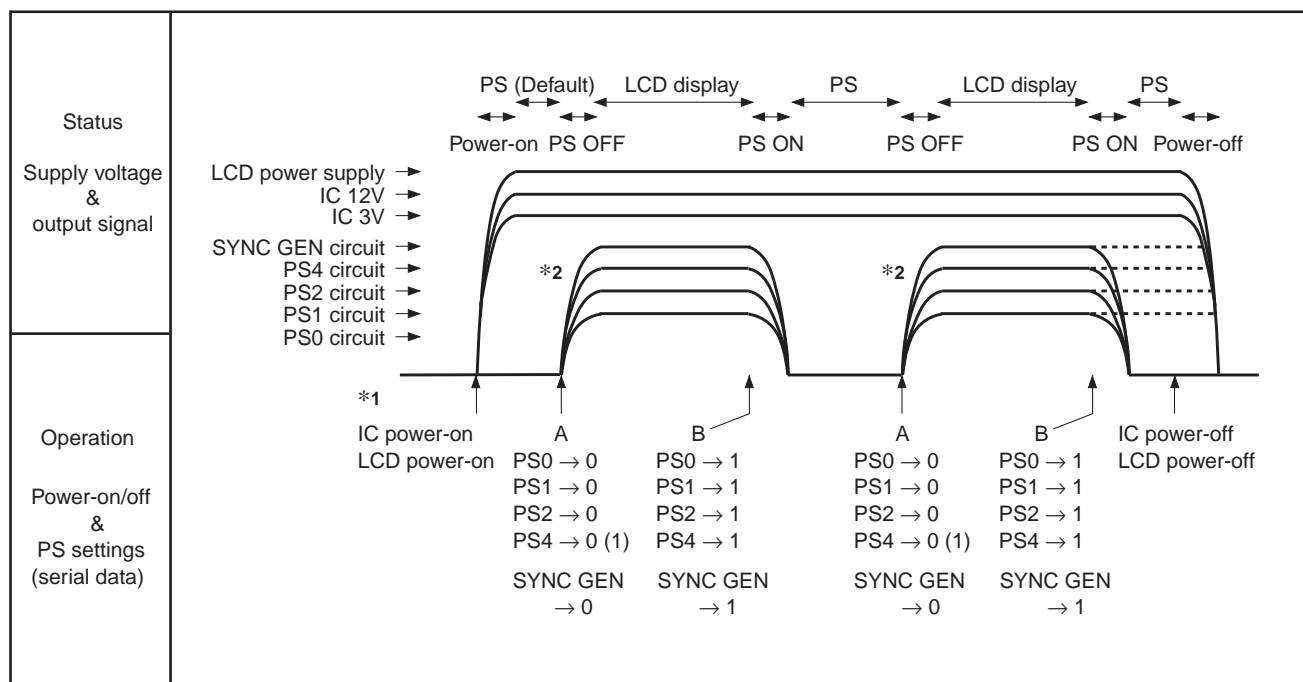 Status
Supply voltage
&
output signal
PS (Default) LCD display PS LCD display PS
Power-on PS OFF PS ON PS OFF PS ON Power-off
LCD power supply →
IC 12V →
IC 3V →
SYNC GEN circuit →
PS4 circuit →
PS2 circuit →
PS1 circuit →
PS0 circuit →
*2 *2
*1
Operation
Power-on/off
&
PS settings
(serial data)
IC power-on A B A B IC power-off
LCD power-on PS0 → 0 PS0 → 1 PS0 → 0 PS0 → 1 LCD power-off
PS1 → 0 PS1 → 1 PS1 → 0 PS1 → 1
PS2 → 0 PS2 → 1 PS2 → 0 PS2 → 1
PS4 → 0 (1) PS4 → 1 PS4 → 0 (1) PS4 → 1
SYNC GEN SYNC GEN SYNC GEN SYNC GEN
→ 0 → 1 → 0 → 1